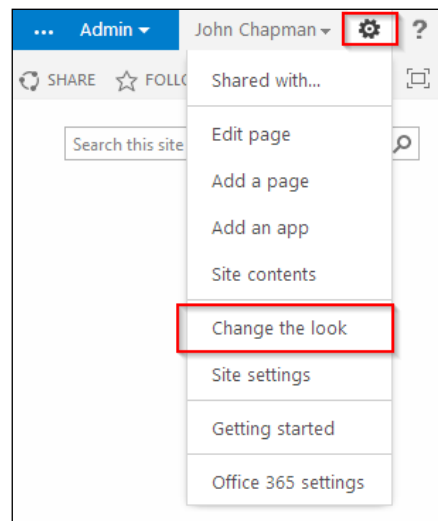 ... Admin John Chapman ?
SHARE FOLL Shared with...
Edit page
Search this site
Add a page
Add an app
Site contents
Change the look
Site settings
Getting started
Office 365 settings